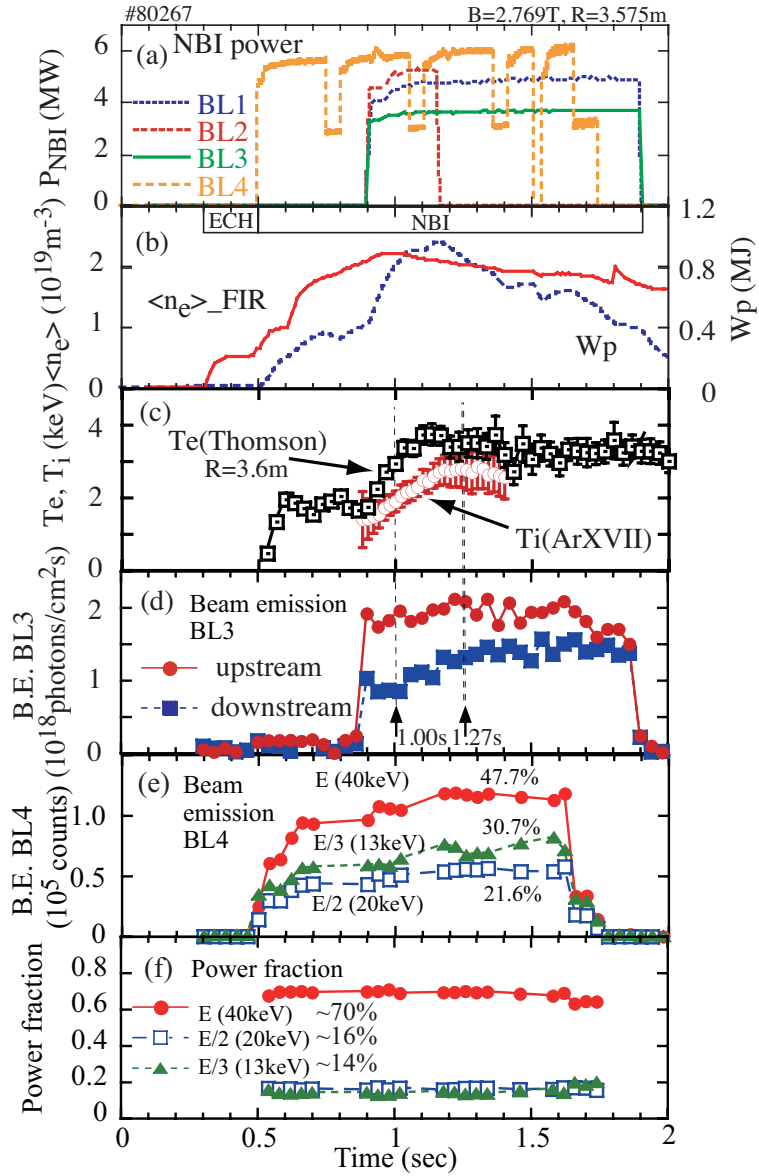 #80267 B=2.769T, R=3.575m
(a) NBI power
BL1
BL2
BL3
BL4
P_NBI (MW)
6
4
2
0
ECH NBI
(b)
<n_e>_FIR
Wp
<n_e> (10^19 m^-3)
2
1
0
1.2
0.8
0.4
0
Wp (MJ)
(c)
Te(Thomson)
R=3.6m
Ti(ArXVII)
Te, T_i (keV)
4
2
0
(d) Beam emission
BL3
upstream
downstream
1.00s 1.27s
B.E. BL3
(10^18 photons/cm^2s)
2
1
0
(e) Beam
emission
BL4
E (40keV) 47.7%
E/3 (13keV) 30.7%
E/2 (20keV) 21.6%
B.E. BL4
(10^5 counts)
1.0
0.5
0
(f) Power fraction
E (40keV) ~70%
E/2 (20keV) ~16%
E/3 (13keV) ~14%
Power fraction
0.8
0.6
0.4
0.2
0
0 0.5 1 1.5 2
Time (sec)